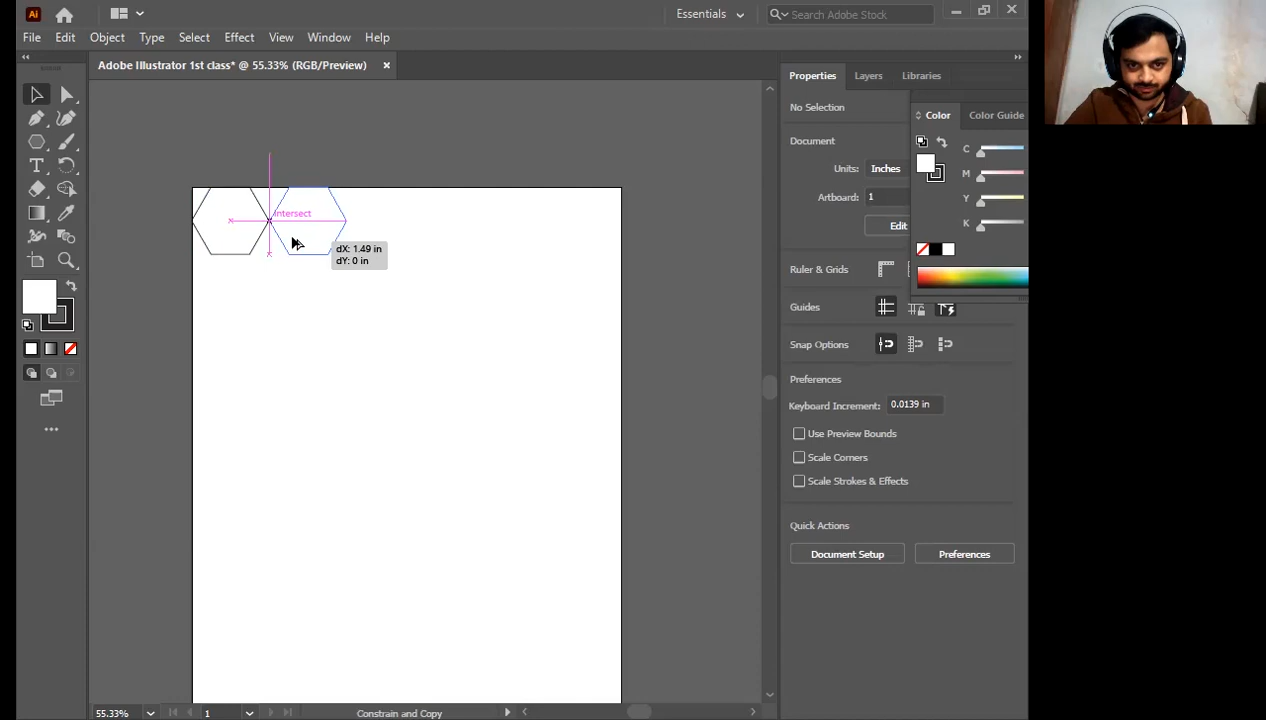 Ai
Essentials
Search Adobe Stock
File Edit Object Type Select Effect View Window Help
Adobe Illustrator 1st class* @ 55.33% (RGB/Preview) ×
Properties Layers Libraries
No Selection
Color Color Guide
Document
C
Units: Inches
M
Artboard: 1
Y
Edit
K
T
Intersect
dX: 1.49 in
dY: 0 in
Ruler & Grids
Guides
Snap Options
Preferences
Keyboard Increment: 0.0139 in
Use Preview Bounds
Scale Corners
Scale Strokes & Effects
Quick Actions
Document Setup Preferences
55.33% 1 Constrain and Copy